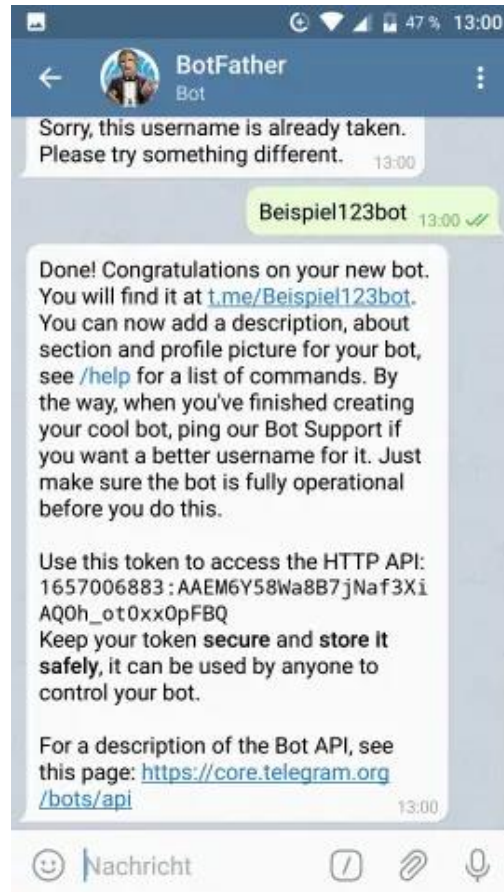 47 % 13:00
BotFather
Bot
Sorry, this username is already taken.
Please try something different. 13:00
Beispiel123bot 13:00
Done! Congratulations on your new bot.
You will find it at t.me/Beispiel123bot.
You can now add a description, about
section and profile picture for your bot,
see /help for a list of commands. By
the way, when you've finished creating
your cool bot, ping our Bot Support if
you want a better username for it. Just
make sure the bot is fully operational
before you do this.
Use this token to access the HTTP API:
1657006883:AAEM6Y58Wa8B7jNaf3Xi
AQOh_ot0xxOpFBQ
Keep your token secure and store it
safely, it can be used by anyone to
control your bot.
For a description of the Bot API, see
this page: https://core.telegram.org
/bots/api 13:00
Nachricht